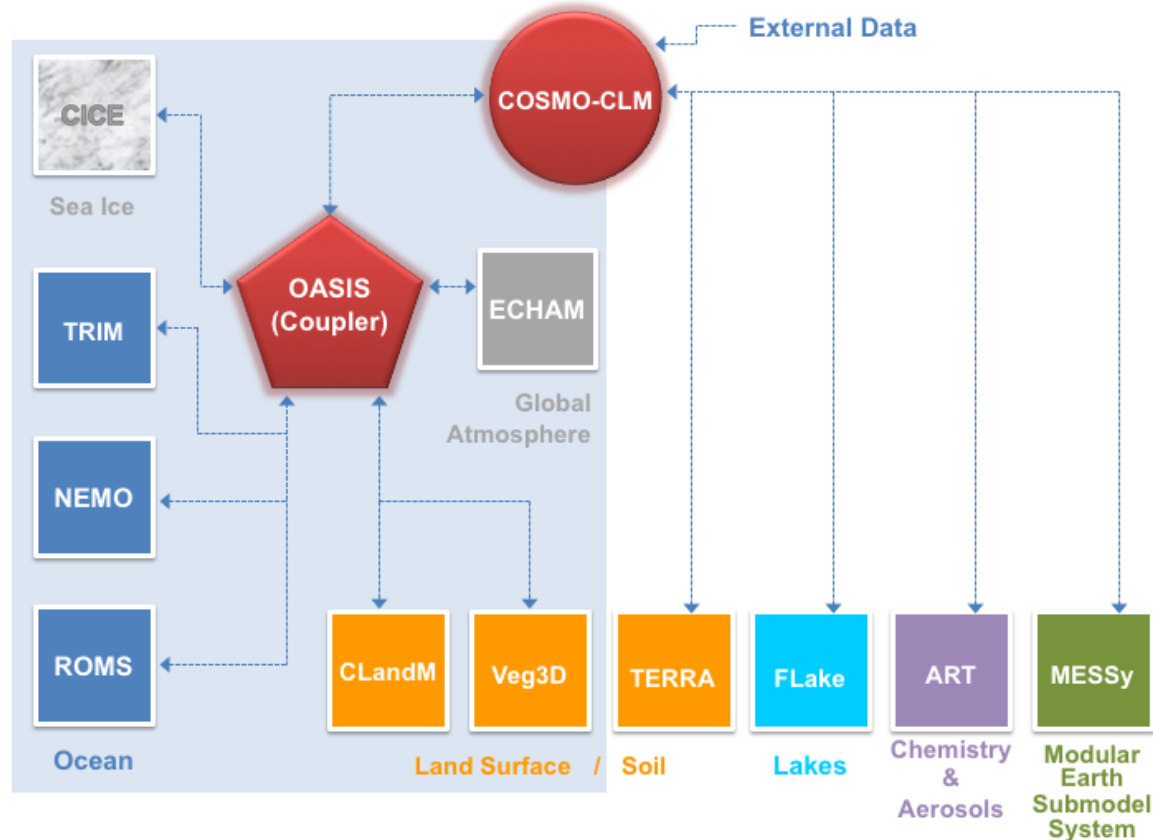 External Data
COSMO-CLM
CICE
Sea Ice
OASIS
(Coupler)
ECHAM
Global
Atmosphere
TRIM
NEMO
ROMS
Ocean
CLandM
Veg3D
TERRA
FLake
ART
MESSy
Land Surface / Soil
Lakes
Chemistry
&
Aerosols
Modular
Earth
Submodel
System